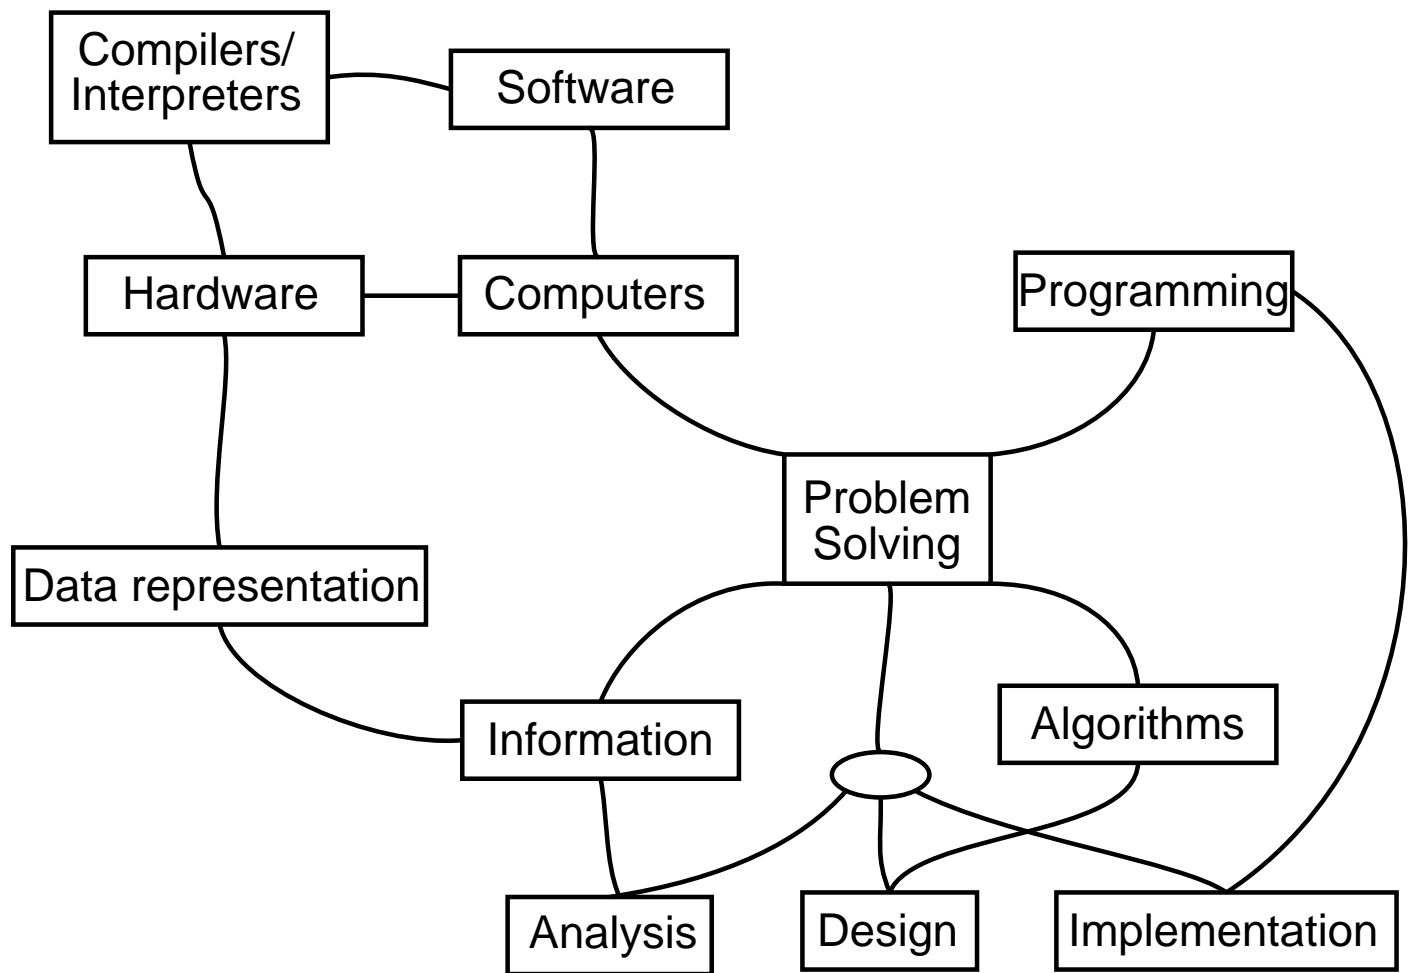 Compilers/
Interpreters
Software
Hardware
Computers
Programming
Problem
Solving
Data representation
Information
Algorithms
Analysis
Design
Implementation